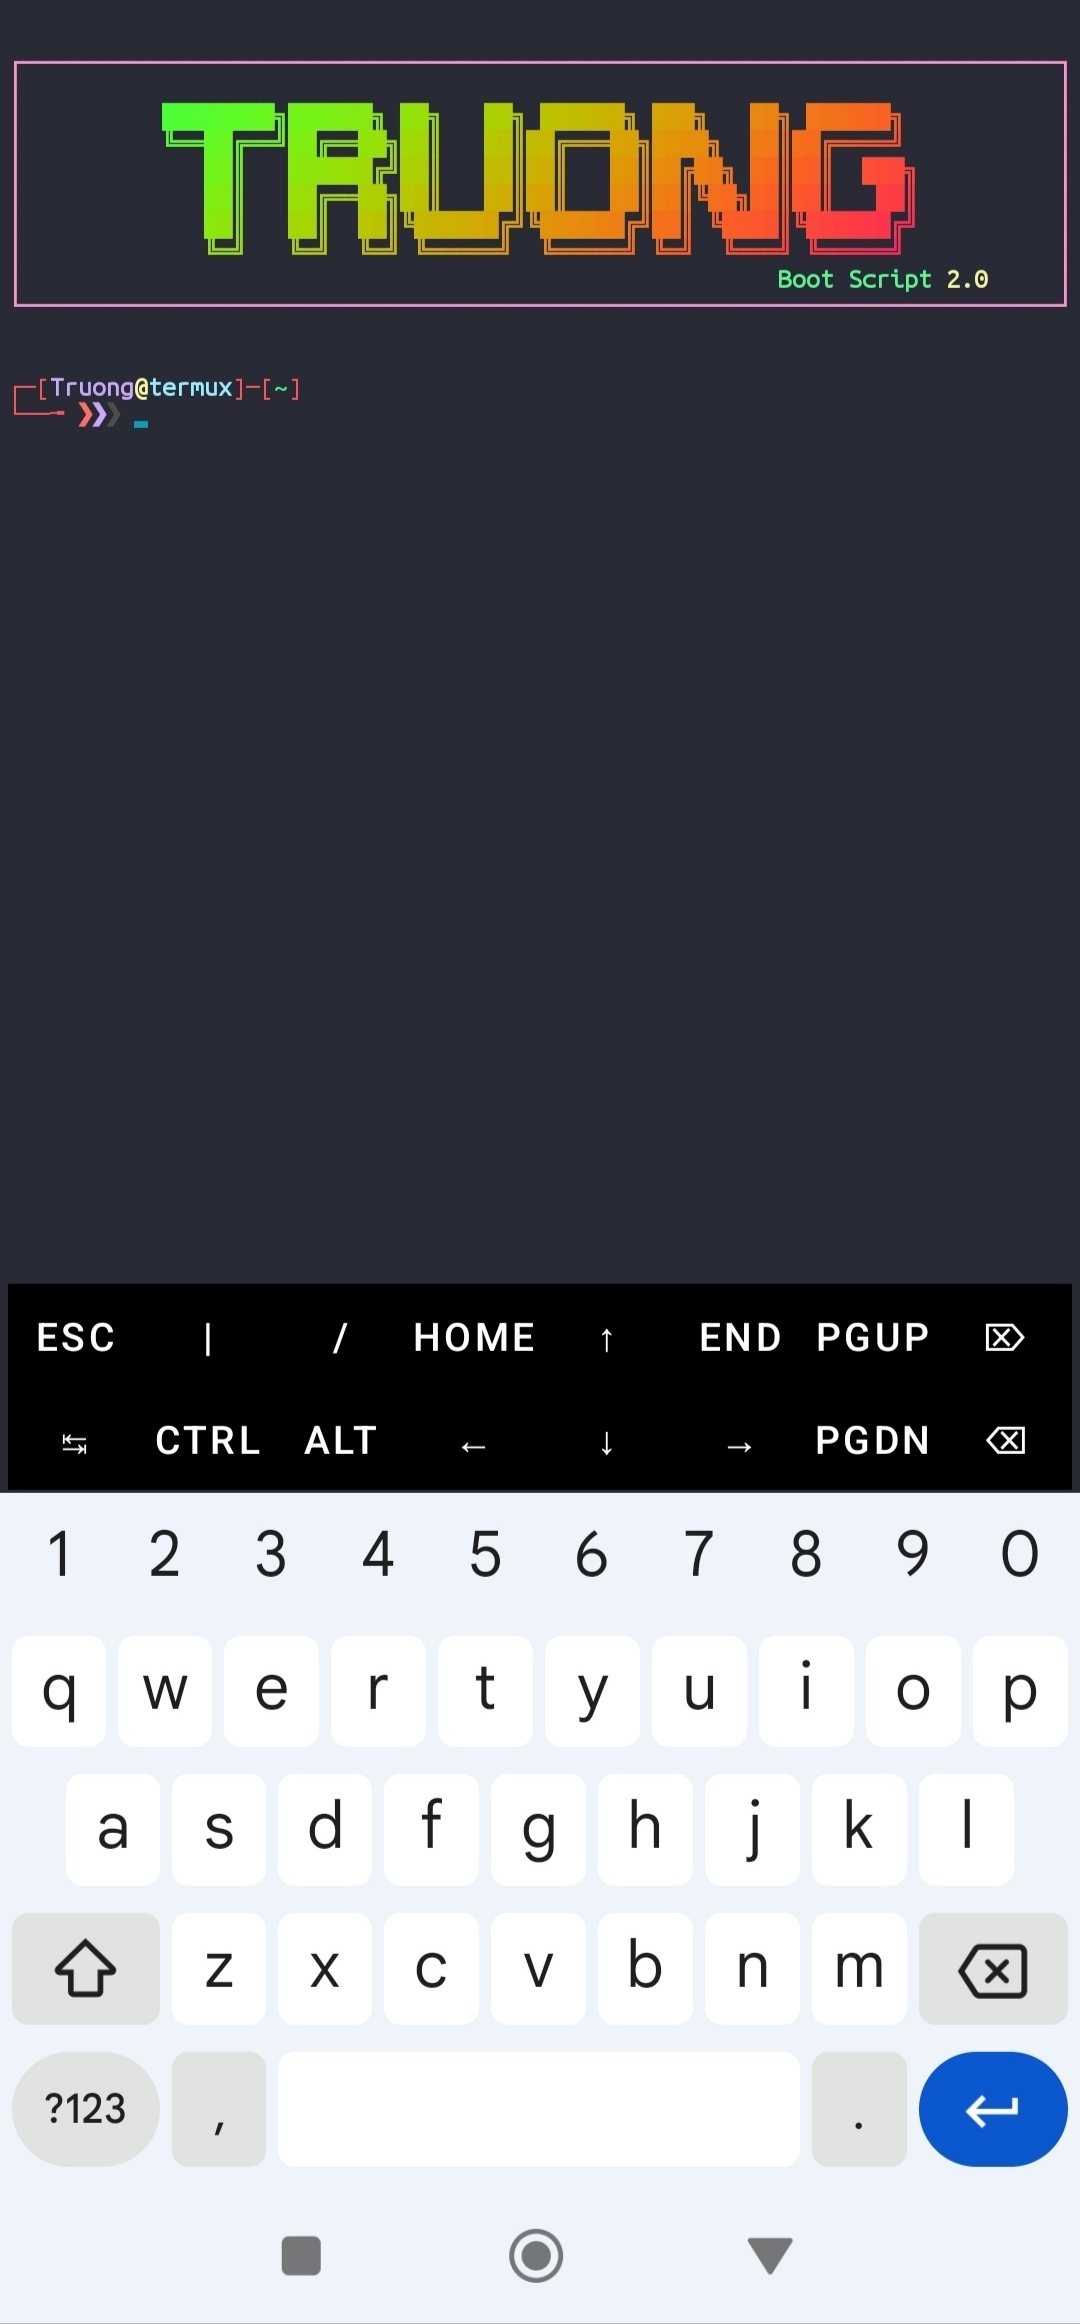 TRUONG
Boot Script 2.0
┌─[Truong@termux]─[~]
└──╼ ❯❯❯
ESC | / HOME ↑ END PGUP ⌦
↹ CTRL ALT ← ↓ → PGDN ⌫
1 2 3 4 5 6 7 8 9 0
q w e r t y u i o p
a s d f g h j k l
z x c v b n m
?123 , .